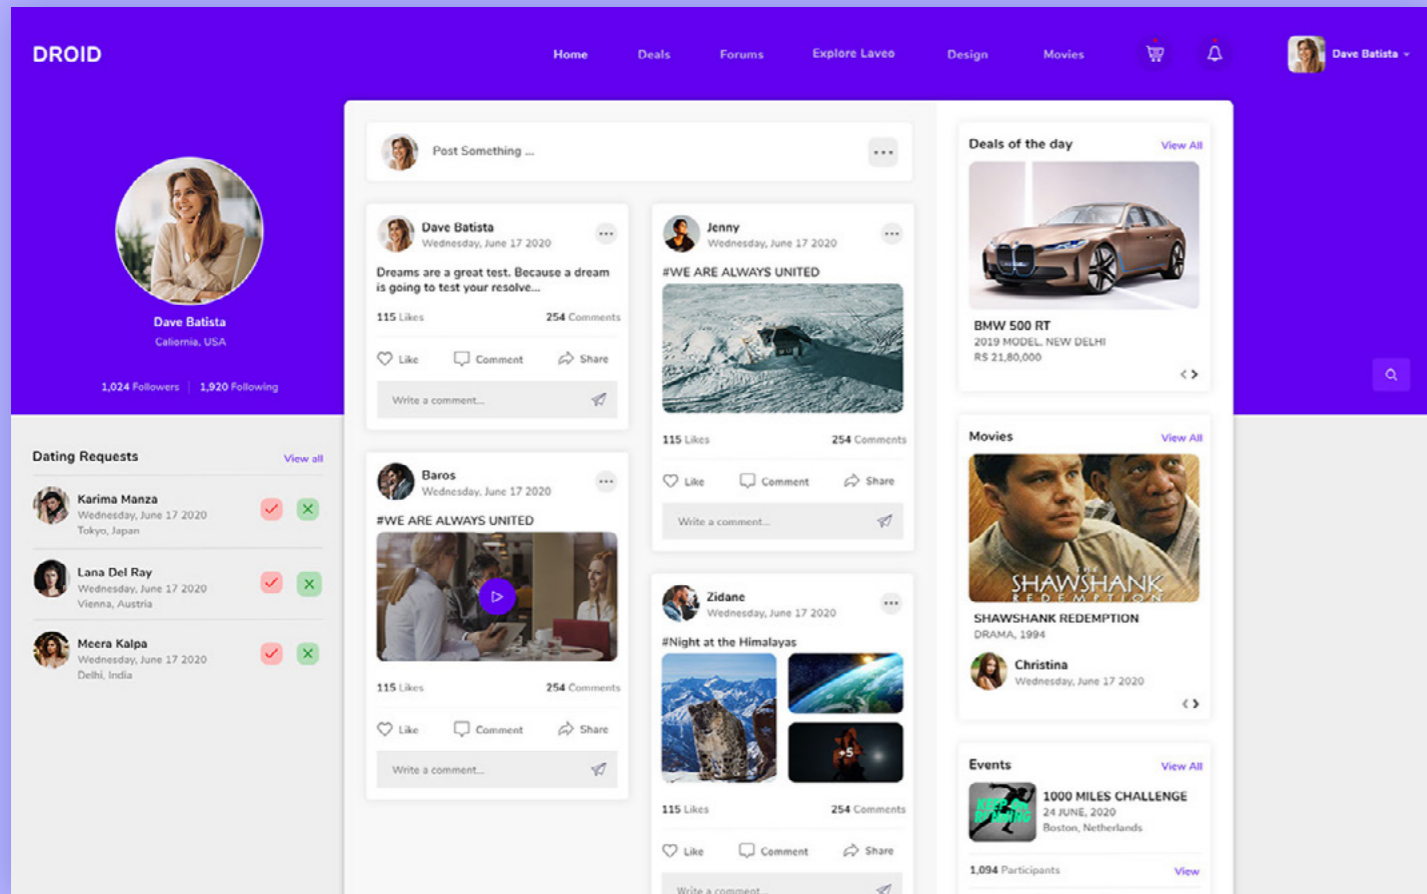 DROID
Home
Deals
Forums
Explore Laveo
Design
Movies
Dave Batista
Dave Batista
Caliornia, USA
1,024 Followers
1,920 Following
Dating Requests
View all
Karima Manza
Wednesday, June 17 2020
Tokyo, Japan
Lana Del Ray
Wednesday, June 17 2020
Vienna, Austria
Meera Kalpa
Wednesday, June 17 2020
Delhi, India
Post Something ...
Dave Batista
Wednesday, June 17 2020
Dreams are a great test. Because a dream
is going to test your resolve...
115 Likes
254 Comments
Like
Comment
Share
Write a comment...
Baros
Wednesday, June 17 2020
#WE ARE ALWAYS UNITED
115 Likes
254 Comments
Like
Comment
Share
Write a comment...
Jenny
Wednesday, June 17 2020
#WE ARE ALWAYS UNITED
115 Likes
254 Comments
Like
Comment
Share
Write a comment...
Zidane
Wednesday, June 17 2020
#Night at the Himalayas
+5
115 Likes
254 Comments
Like
Comment
Share
Write a comment...
Deals of the day
View All
BMW 500 RT
2019 MODEL, NEW DELHI
RS 21,80,000
Movies
View All
THE
SHAWSHANK
REDEMPTION
SHAWSHANK REDEMPTION
DRAMA, 1994
Christina
Wednesday, June 17 2020
Events
View All
KEEP ON
RUNNING
1000 MILES CHALLENGE
24 JUNE, 2020
Boston, Netherlands
1,094 Participants
View